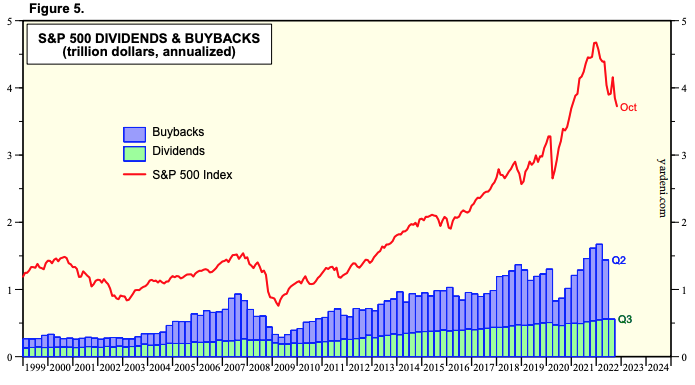 Figure 5.
S&P 500 DIVIDENDS & BUYBACKS
(trillion dollars, annualized)
Buybacks
Dividends
S&P 500 Index
Oct
Q2
Q3
yardeni.com
5 5
4 4
3 3
2 2
1 1
0 0
1999 2000 2001 2002 2003 2004 2005 2006 2007 2008 2009 2010 2011 2012 2013 2014 2015 2016 2017 2018 2019 2020 2021 2022 2023 2024